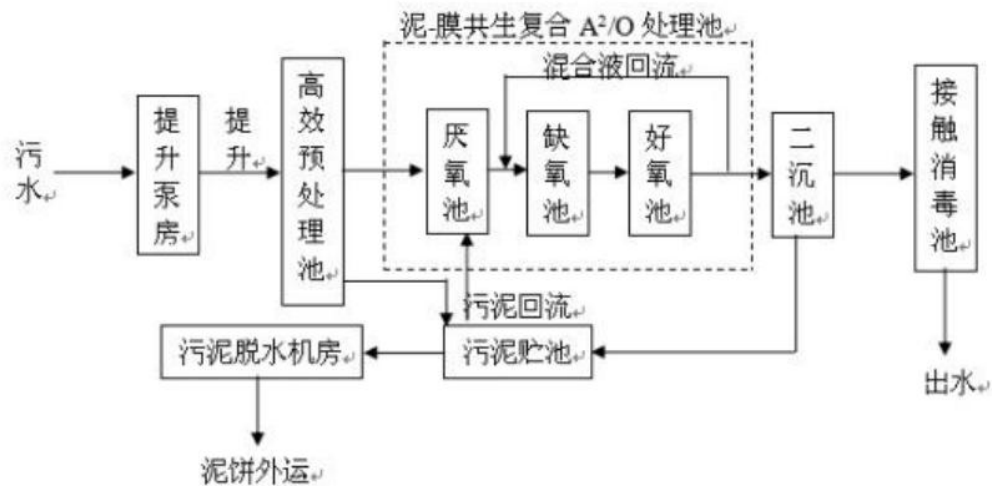 泥-膜共生复合 A²/O 处理池
混合液回流
污水
提升泵房
提升
高效预处理池
厌氧池
缺氧池
好氧池
二沉池
接触消毒池
污泥回流
污泥脱水机房
污泥贮池
出水
泥饼外运